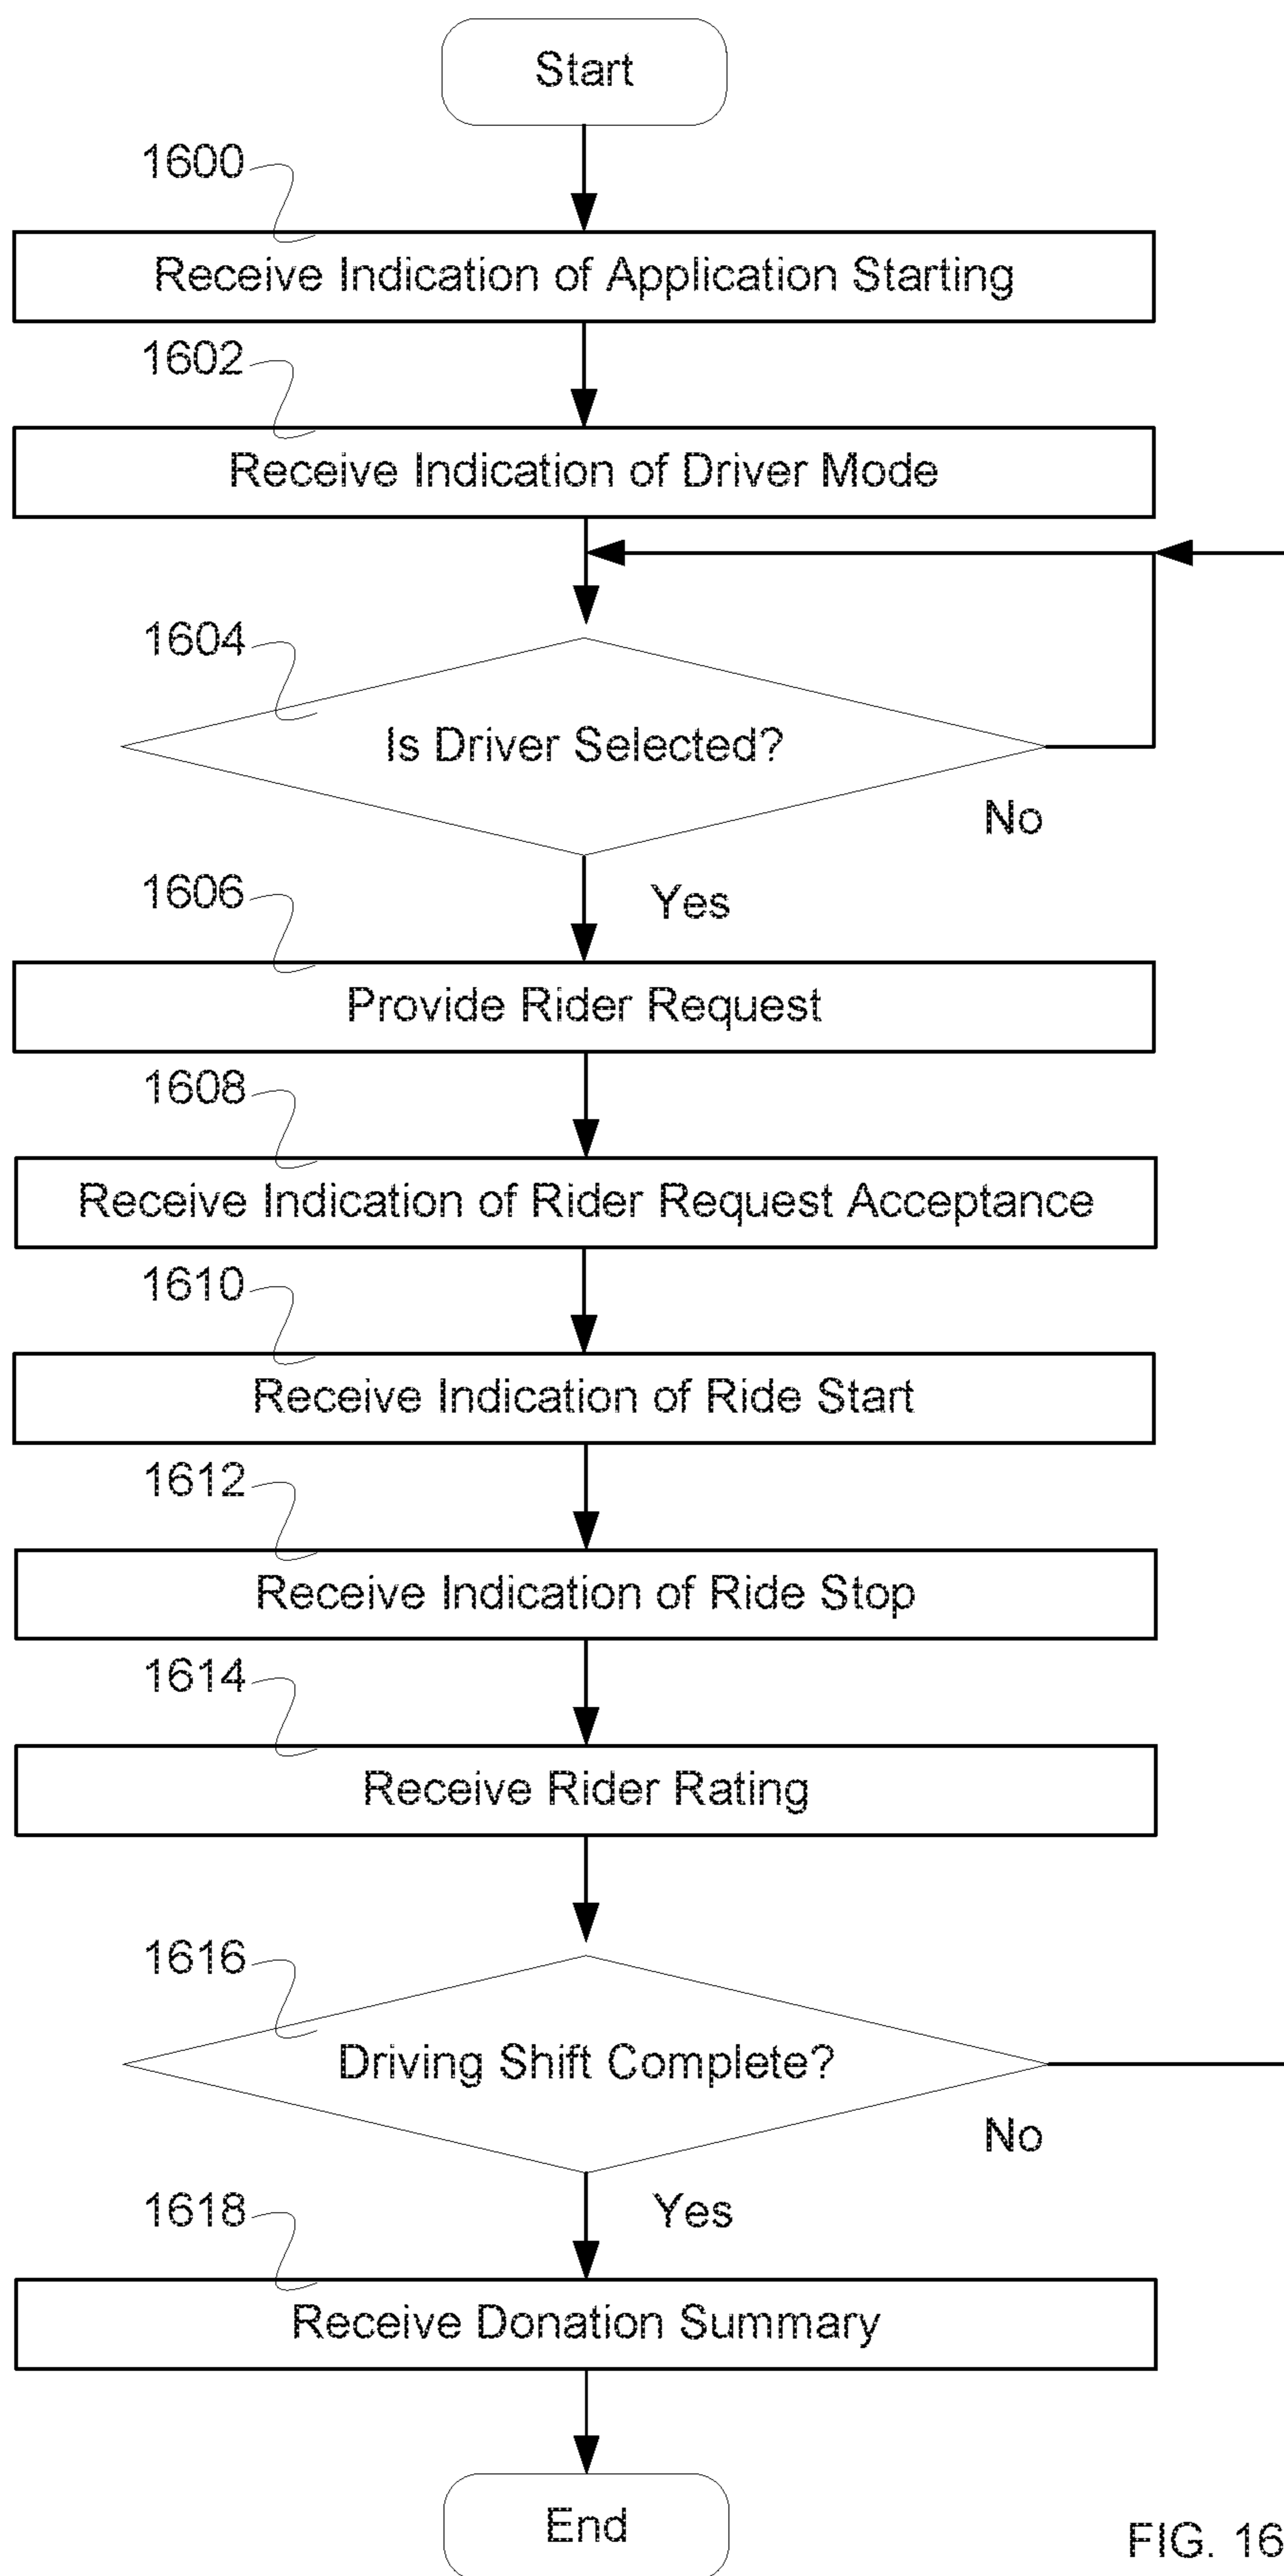 Start
1600
Receive Indication of Application Starting
1602
Receive Indication of Driver Mode
1604
Is Driver Selected?
No
1606
Yes
Provide Rider Request
1608
Receive Indication of Rider Request Acceptance
1610
Receive Indication of Ride Start
1612
Receive Indication of Ride Stop
1614
Receive Rider Rating
1616
Driving Shift Complete?
No
1618
Yes
Receive Donation Summary
End
FIG. 16